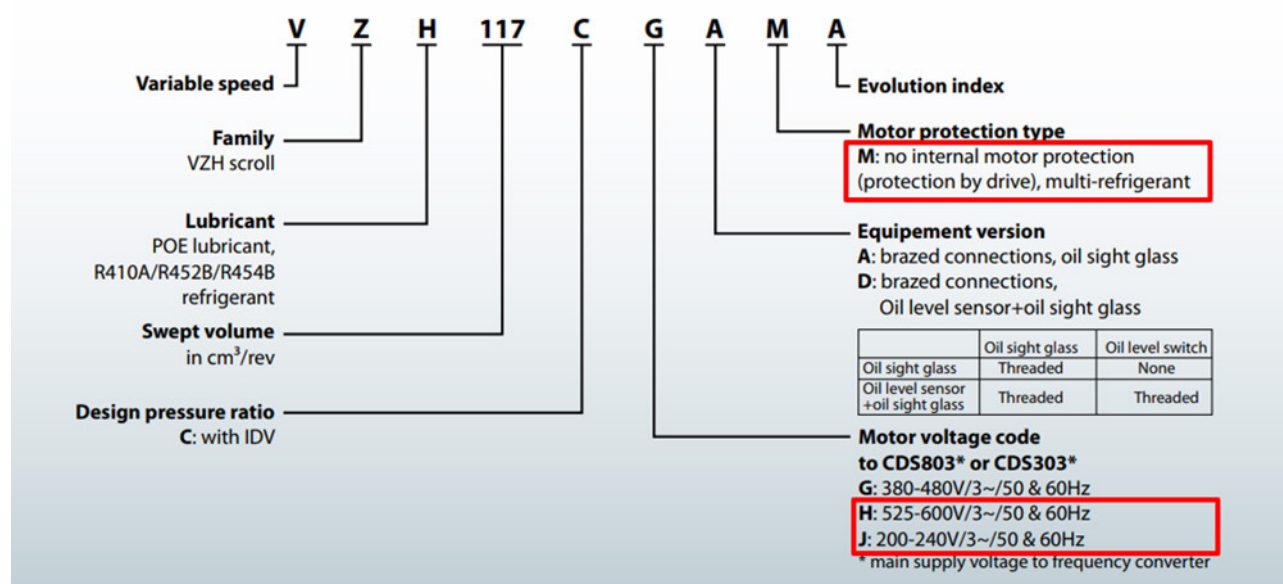 V Z H 117 C G A M A
Variable speed
Family
VZH scroll
Lubricant
POE lubricant,
R410A/R452B/R454B
refrigerant
Swept volume
in cm³/rev
Design pressure ratio
C: with IDV
Evolution index
Motor protection type
M: no internal motor protection
(protection by drive), multi-refrigerant
Equipement version
A: brazed connections, oil sight glass
D: brazed connections,
Oil level sensor+oil sight glass
Oil sight glass Oil level switch
Oil sight glass Threaded None
Oil level sensor
+oil sight glass Threaded Threaded
Motor voltage code
to CDS803* or CDS303*
G: 380-480V/3~/50 & 60Hz
H: 525-600V/3~/50 & 60Hz
J: 200-240V/3~/50 & 60Hz
* main supply voltage to frequency converter